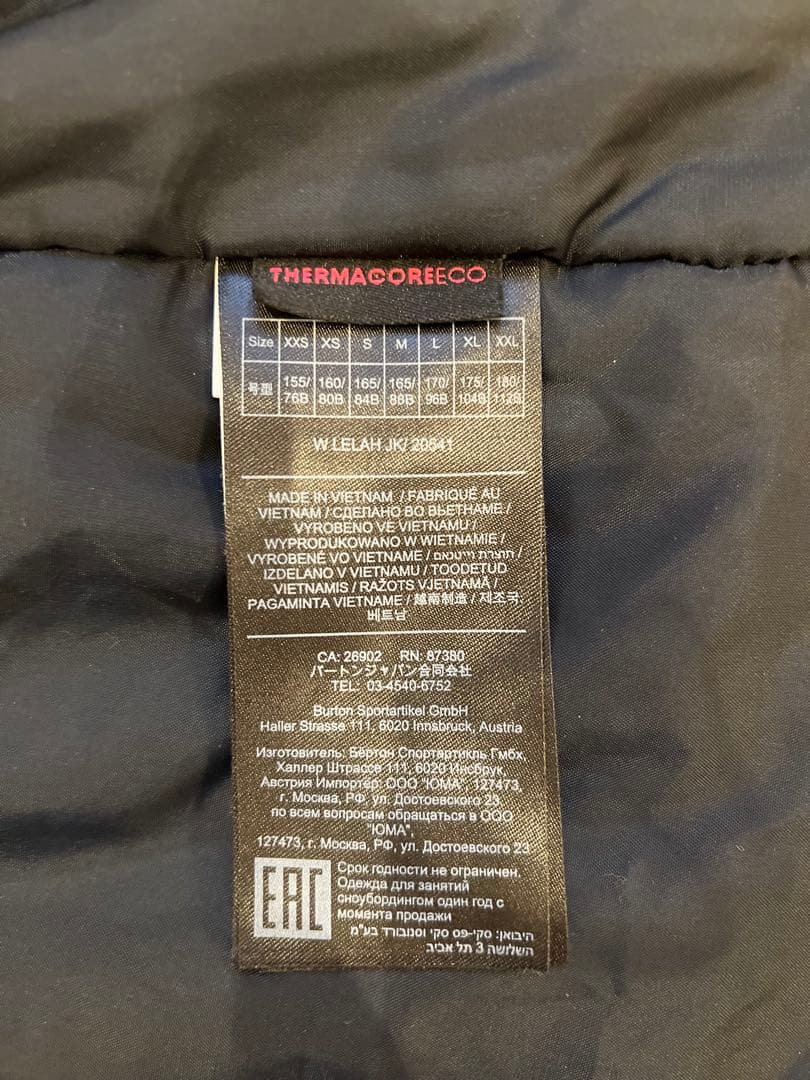 THERMACOREECO
Size XXS XS S M L XL XXL
号型 155/ 160/ 165/ 165/ 170/ 175/ 180/
76B 80B 84B 88B 96B 104B 112B
W LELAH JK/ 20541
MADE IN VIETNAM / FABRIQUÉ AU
VIETNAM / СДЕЛАНО ВО ВЬЕТНАМЕ /
VYROBENO VE VIETNAMU /
WYPRODUKOWANO W WIETNAMIE /
VYROBENÉ VO VIETNAME / תוצרת וייטנאם /
IZDELANO V VIETNAMU / TOODETUD
VIETNAMIS / RAŽOTS VJETNAMĀ /
PAGAMINTA VIETNAME / 越南制造 / 제조국:
베트남
CA: 26902 RN: 87380
バートンジャパン合同会社
TEL: 03-4540-6752
Burton Sportartikel GmbH
Haller Strasse 111, 6020 Innsbruck, Austria
Изготовитель: Бёртон Спортартикль Гмбх,
Халлер Штрассе 111, 6020 Инсбрук,
Австрия Импортёр: ООО "ЮМА", 127473,
г. Москва, РФ, ул. Достоевского 23,
по всем вопросам обращаться в ООО
"ЮМА",
127473, г. Москва, РФ, ул. Достоевского 23
EAC
Срок годности не ограничен.
Одежда для занятий
сноубордингом один год с
момента продажи
היבואן: סקי-פס סקי וסנובורד בע"מ
השלושה 3 תל אביב